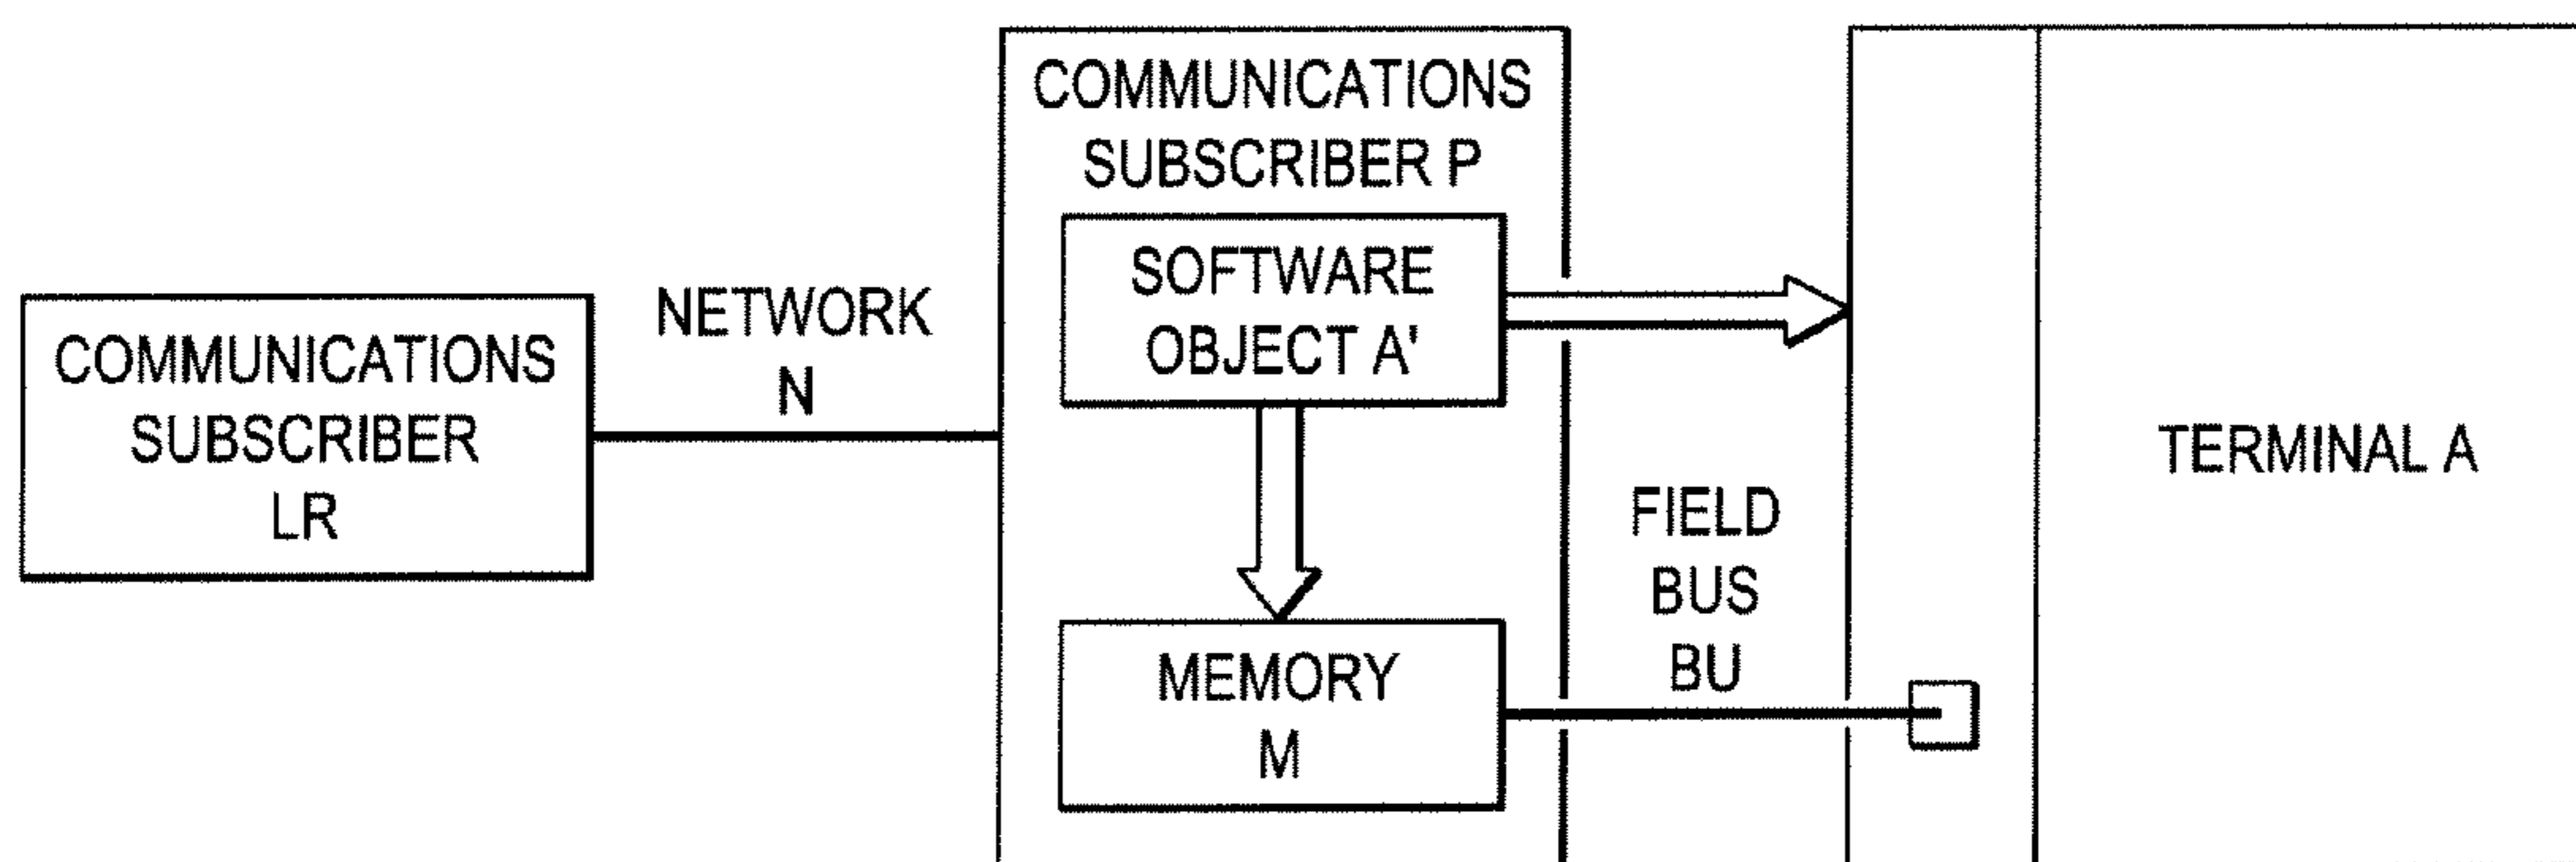 COMMUNICATIONS
SUBSCRIBER
LR
NETWORK
N
COMMUNICATIONS
SUBSCRIBER P
SOFTWARE
OBJECT A'
MEMORY
M
FIELD
BUS
BU
TERMINAL A